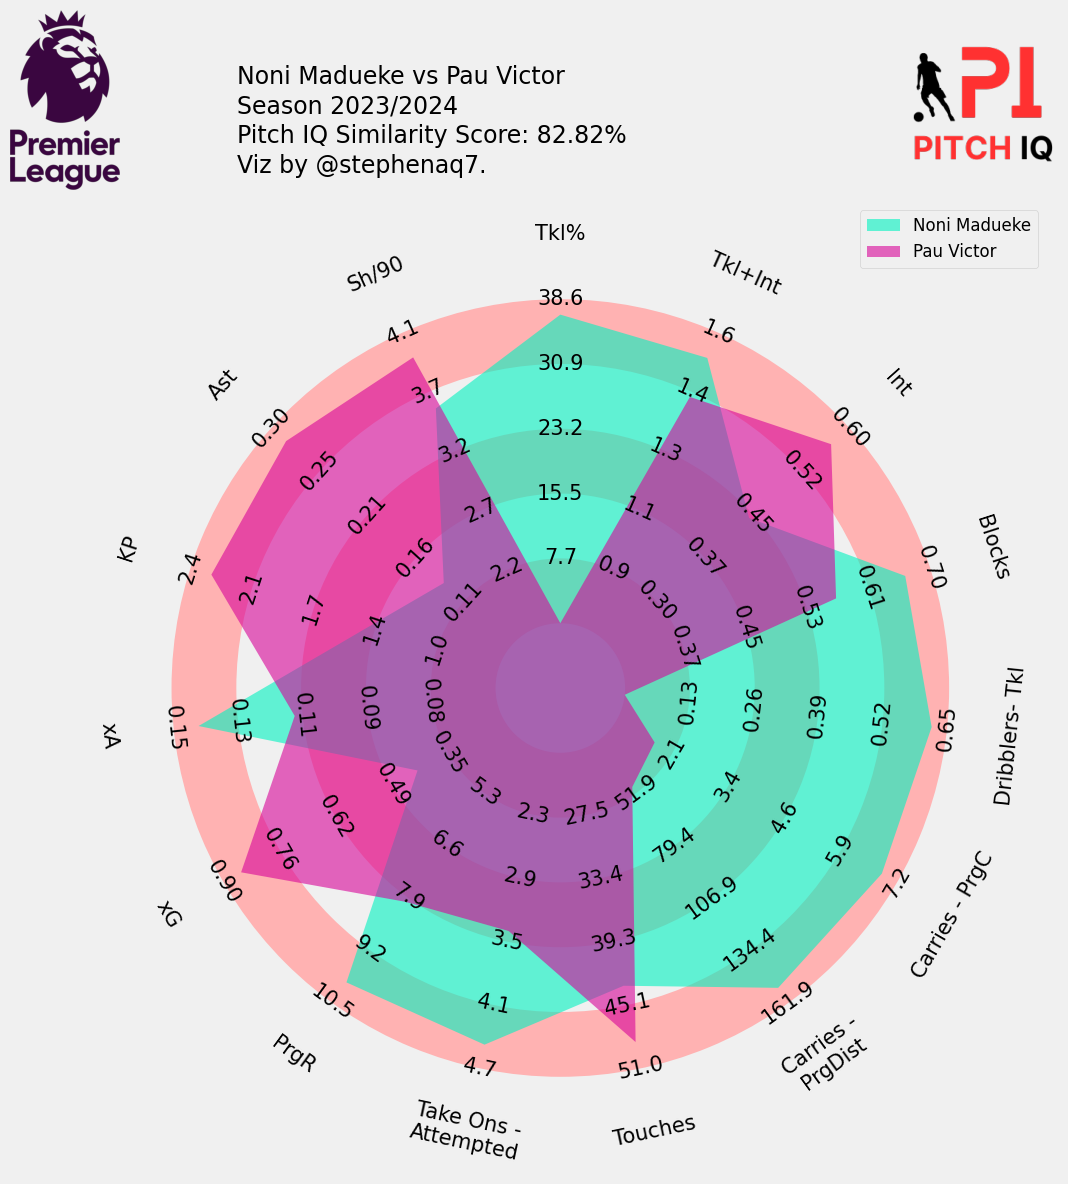 Noni Madueke vs Pau Victor
Season 2023/2024
Pitch IQ Similarity Score: 82.82%
Viz by @stephenaq7.
Premier
League
PI
PITCH IQ
Noni Madueke
Pau Victor
Tkl%
7.7
15.5
23.2
30.9
38.6
Tkl+Int
0.9
1.1
1.3
1.4
1.6
Int
0.30
0.37
0.45
0.52
0.60
Blocks
0.37
0.45
0.53
0.61
0.70
Dribblers- Tkl
0.13
0.26
0.39
0.52
0.65
Carries - PrgC
2.1
3.4
4.6
5.9
7.2
Carries -
PrgDist
51.9
79.4
106.9
134.4
161.9
Touches
27.5
33.4
39.3
45.1
51.0
Take Ons -
Attempted
2.3
2.9
3.5
4.1
4.7
PrgR
5.3
6.6
7.9
9.2
10.5
xG
0.35
0.49
0.62
0.76
0.90
xA
0.08
0.09
0.11
0.13
0.15
KP
1.0
1.4
1.7
2.1
2.4
Ast
0.11
0.16
0.21
0.25
0.30
Sh/90
2.2
2.7
3.2
3.7
4.1